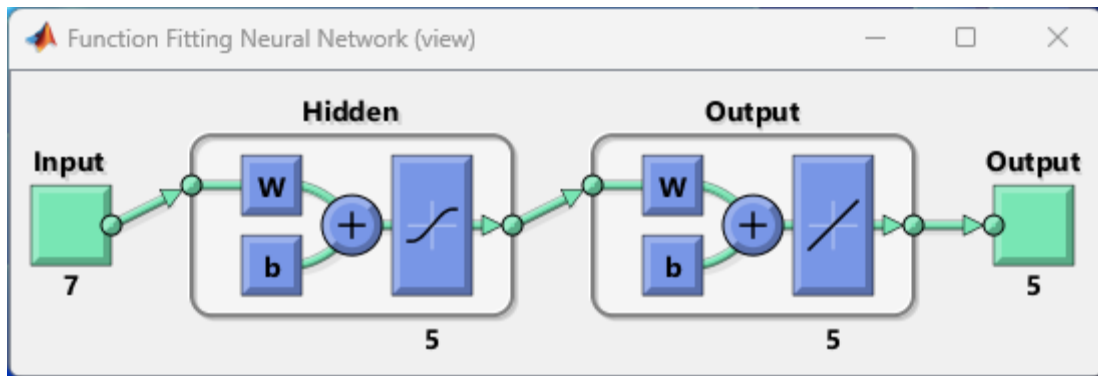 Function Fitting Neural Network (view)
Hidden
Output
Input
Output
W
W
b
b
7
5
5
5